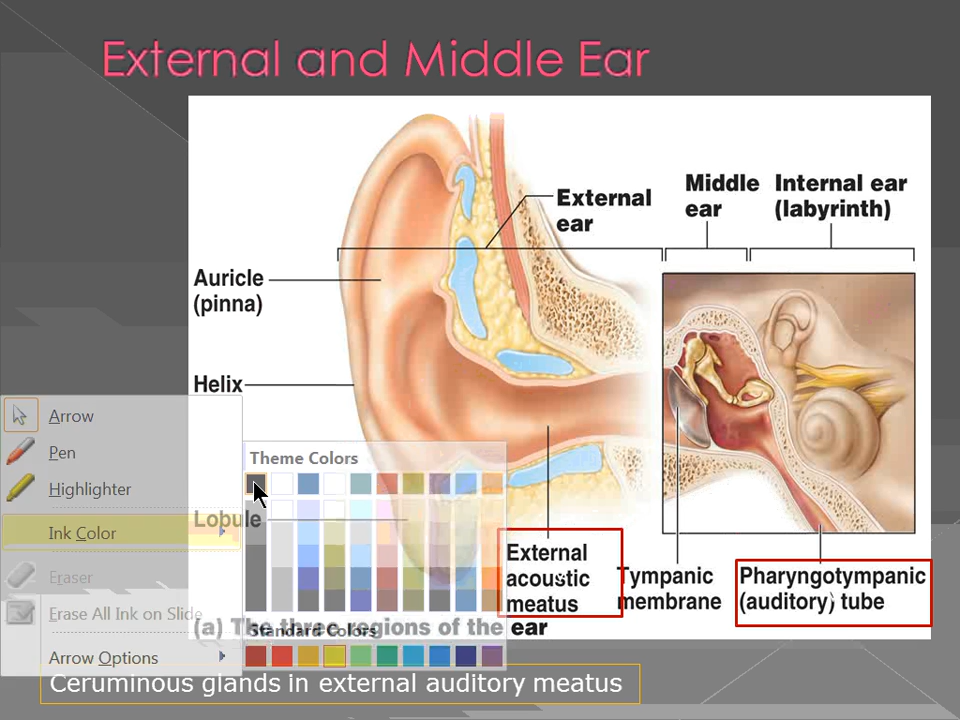 External and Middle Ear
External
ear
Middle
ear
Internal ear
(labyrinth)
Auricle
(pinna)
Helix
Lobule
External
acoustic
meatus
Tympanic
membrane
Pharyngotympanic
(auditory) tube
(a) The three regions of the ear
Arrow
Pen
Highlighter
Ink Color
Eraser
Erase All Ink on Slide
Arrow Options
Theme Colors
Standard Colors
Ceruminous glands in external auditory meatus